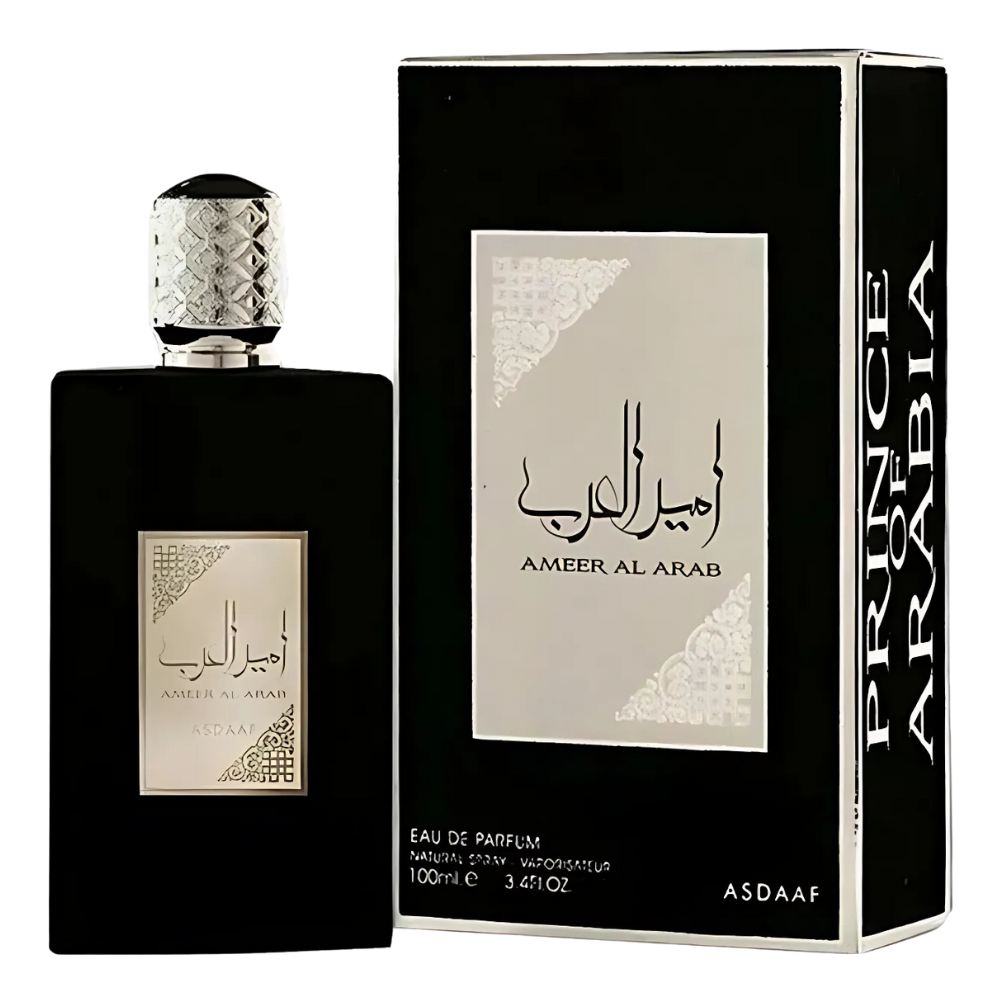 أمير العرب
AMEER AL ARAB
ASDAAF
أمير العرب
AMEER AL ARAB
EAU DE PARFUM
NATURAL SPRAY - VAPORISATEUR
100ml.e 3.4Fl.OZ
ASDAAF
PRINCE
OF
ARABIA